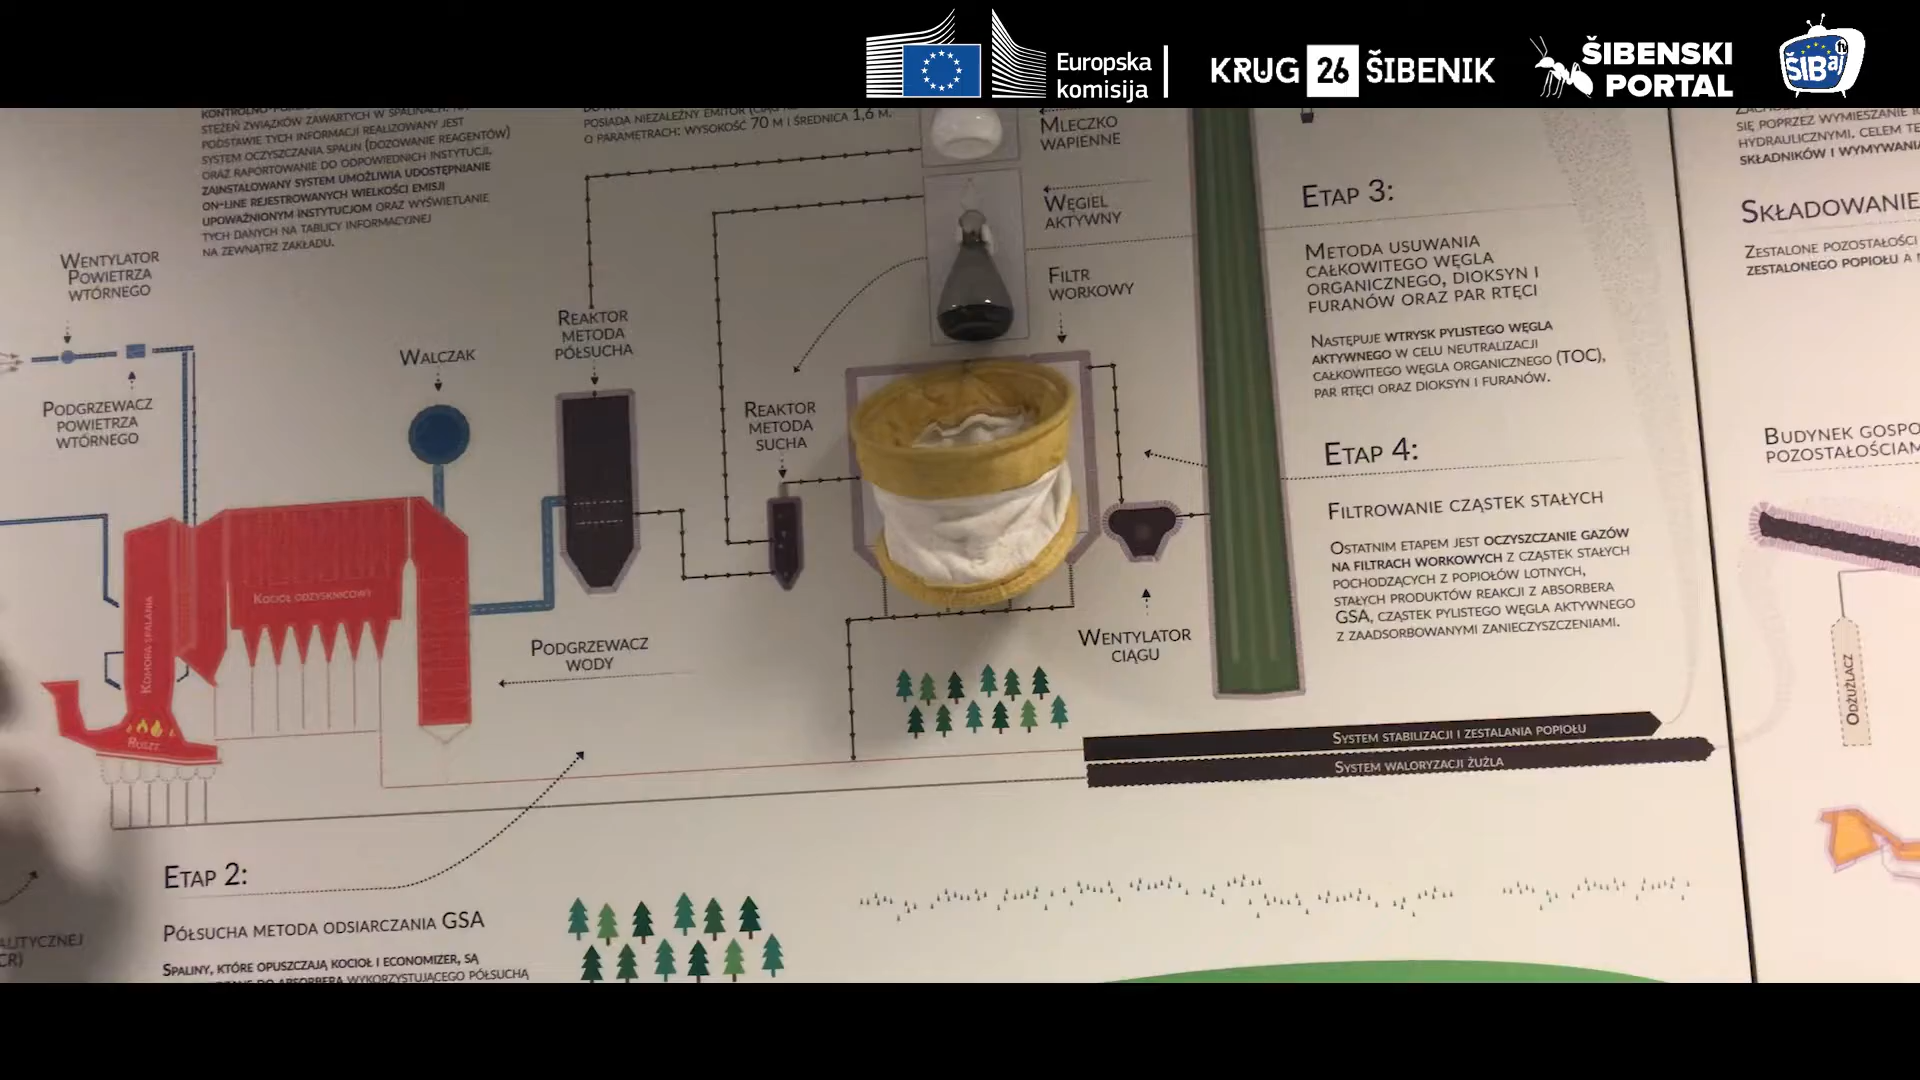 Europska
komisija
KRUG 26 ŠIBENIK
ŠIBENSKI
PORTAL
ŠIBaj
tv
STĘŻEŃ ZWIĄZKÓW ZAWARTYCH W SPALINACH. NA
PODSTAWIE TYCH INFORMACJI REALIZOWANY JEST
SYSTEM OCZYSZCZANIA SPALIN (DOZOWANIE REAGENTÓW)
ORAZ RAPORTOWANIE DO ODPOWIEDNICH INSTYTUCJI.
ZAINSTALOWANY SYSTEM UMOŻLIWIA UDOSTĘPNIANIE
ON-LINE REJESTROWANYCH WIELKOŚCI EMISJI
UPOWAŻNIONYM INSTYTUCJOM ORAZ WYŚWIETLANIE
TYCH DANYCH NA TABLICY INFORMACYJNEJ
NA ZEWNĄTRZ ZAKŁADU.
POSIADA NIEZALEŻNY EMITOR
O PARAMETRACH: WYSOKOŚĆ 70 M I ŚREDNICA 1,6 M.
MLECZKO
WAPIENNE
WĘGIEL
AKTYWNY
FILTR
WORKOWY
WENTYLATOR
POWIETRZA
WTÓRNEGO
PODGRZEWACZ
POWIETRZA
WTÓRNEGO
WALCZAK
REAKTOR
METODA
PÓŁSUCHA
REAKTOR
METODA
SUCHA
KOCIOŁ ODZYSKNICOWY
KOMORA SPALANIA
RUSZT
PODGRZEWACZ
WODY
WENTYLATOR
CIĄGU
ETAP 3:
METODA USUWANIA
CAŁKOWITEGO WĘGLA
ORGANICZNEGO, DIOKSYN I
FURANÓW ORAZ PAR RTĘCI
NASTĘPUJE WTRYSK PYLISTEGO WĘGLA
AKTYWNEGO W CELU NEUTRALIZACJI
CAŁKOWITEGO WĘGLA ORGANICZNEGO (TOC),
PAR RTĘCI ORAZ DIOKSYN I FURANÓW.
ETAP 4:
FILTROWANIE CZĄSTEK STAŁYCH
OSTATNIM ETAPEM JEST OCZYSZCZANIE GAZÓW
NA FILTRACH WORKOWYCH Z CZĄSTEK STAŁYCH
POCHODZĄCYCH Z POPIOŁÓW LOTNYCH,
STAŁYCH PRODUKTÓW REAKCJI Z ABSORBERA
GSA, CZĄSTEK PYLISTEGO WĘGLA AKTYWNEGO
Z ZAADSORBOWANYMI ZANIECZYSZCZENIAMI.
SYSTEM STABILIZACJI I ZESTALANIA POPIOŁU
SYSTEM WALORYZACJI ŻUŻLA
ETAP 2:
PÓŁSUCHA METODA ODSIARCZANIA GSA
SPALINY, KTÓRE OPUSZCZAJĄ KOCIOŁ I ECONOMIZER, SĄ
DO ABSORBERA WYKORZYSTUJĄCEGO PÓŁSUCHĄ
SIĘ POPRZEZ WYMIESZANIE
HYDRAULICZNYMI, CELEM
SKŁADNIKÓW I WYMYWANIA
SKŁADOWANIE
ZESTALONE POZOSTAŁOŚCI
ZESTALONEGO POPIOŁU A
BUDYNEK GOSPO
POZOSTAŁOŚCIAM
ODŻUŻLACZ